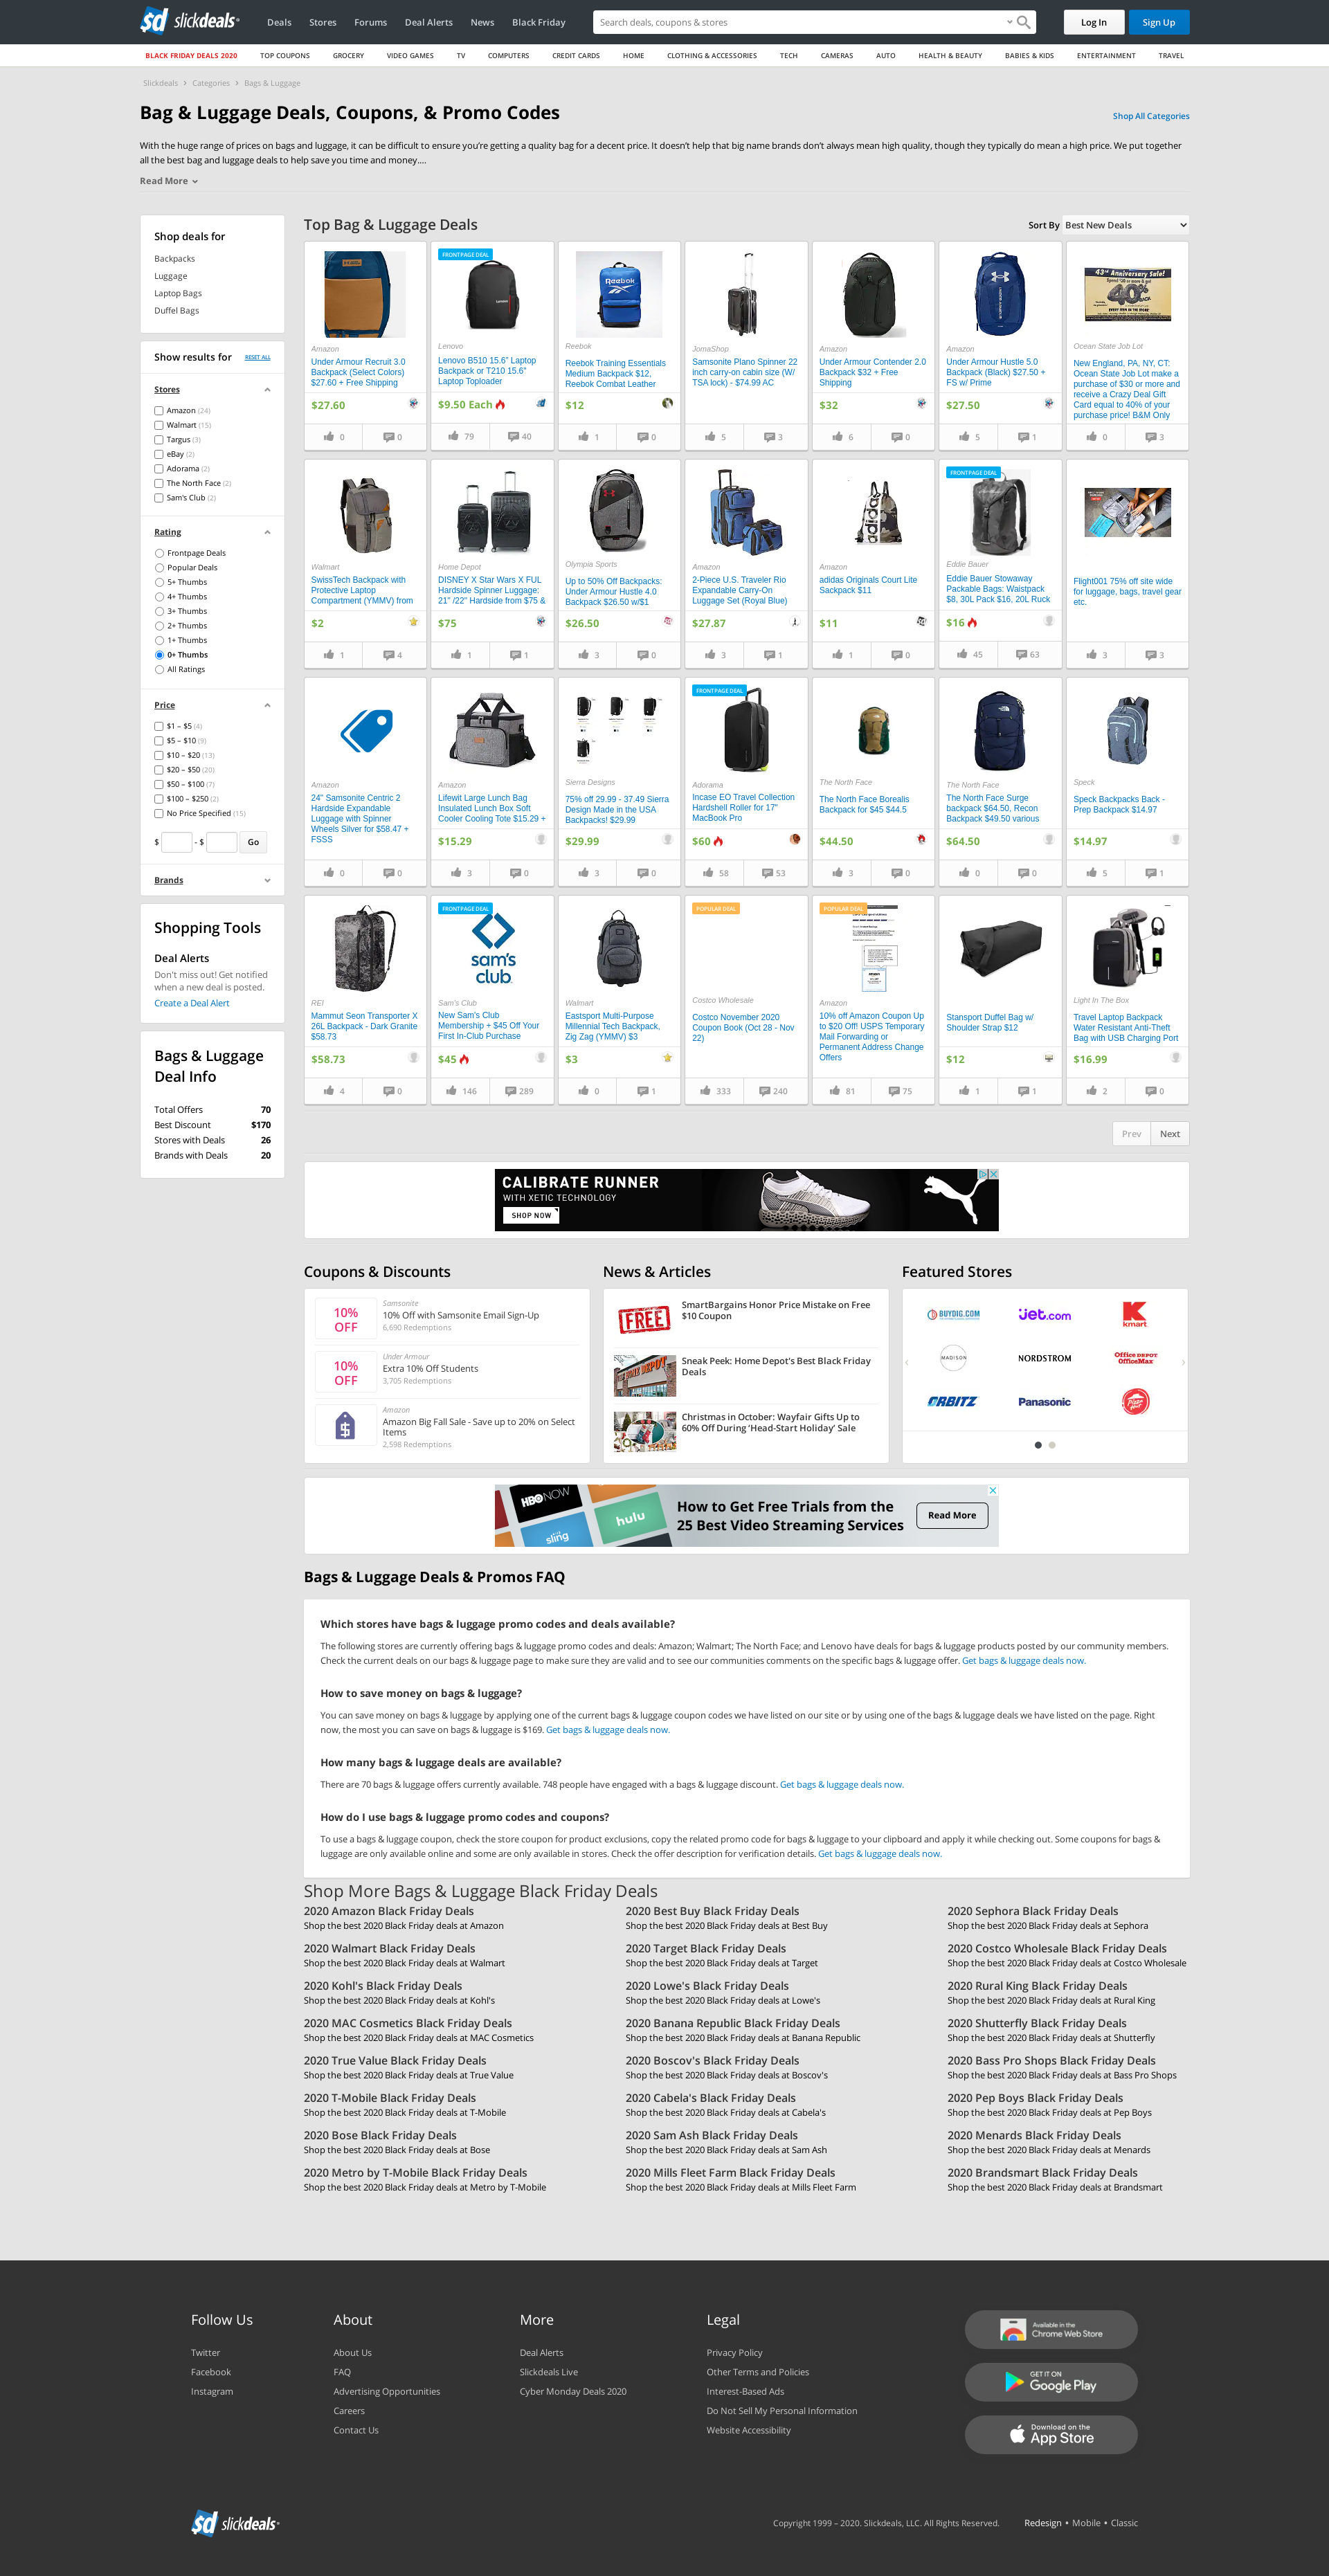 slickdeals
Deals
Stores
Forums
Deal Alerts
News
Black Friday
Search deals, coupons & stores
Log In
Sign Up
BLACK FRIDAY DEALS 2020
TOP COUPONS
GROCERY
VIDEO GAMES
TV
COMPUTERS
CREDIT CARDS
HOME
CLOTHING & ACCESSORIES
TECH
CAMERAS
AUTO
HEALTH & BEAUTY
BABIES & KIDS
ENTERTAINMENT
TRAVEL
Slickdeals > Categories > Bags & Luggage
Bag & Luggage Deals, Coupons, & Promo Codes
Shop All Categories
With the huge range of prices on bags and luggage, it can be difficult to ensure you're getting a quality bag for a decent price. It doesn't help that big name brands don't always mean high quality, though they typically do mean a high price. We put together
all the best bag and luggage deals to help save you time and money....
Read More
Shop deals for
Backpacks
Luggage
Laptop Bags
Duffel Bags
Show results for
RESET ALL
Stores
Amazon (24)
Walmart (15)
Targus (3)
eBay (2)
Adorama (2)
The North Face (2)
Sam's Club (2)
Rating
Frontpage Deals
Popular Deals
5+ Thumbs
4+ Thumbs
3+ Thumbs
2+ Thumbs
1+ Thumbs
0+ Thumbs
All Ratings
Price
$1 – $5 (4)
$5 – $10 (9)
$10 – $20 (13)
$20 – $50 (20)
$50 – $100 (7)
$100 – $250 (2)
No Price Specified (15)
$ - $ Go
Brands
Shopping Tools
Deal Alerts
Don't miss out! Get notified
when a new deal is posted.
Create a Deal Alert
Bags & Luggage
Deal Info
Total Offers 70
Best Discount $170
Stores with Deals 26
Brands with Deals 20
Top Bag & Luggage Deals
Sort By Best New Deals
Amazon
Under Armour Recruit 3.0
Backpack (Select Colors)
$27.60 + Free Shipping
$27.60
0
0
FRONTPAGE DEAL
Lenovo
Lenovo B510 15.6" Laptop
Backpack or T210 15.6"
Laptop Toploader
$9.50 Each
79
40
Reebok
Reebok
Reebok Training Essentials
Medium Backpack $12,
Reebok Combat Leather
$12
1
0
JomaShop
Samsonite Plano Spinner 22
inch carry-on cabin size (W/
TSA lock) - $74.99 AC
5
3
Amazon
Under Armour Contender 2.0
Backpack $32 + Free
Shipping
$32
6
0
Amazon
Under Armour Hustle 5.0
Backpack (Black) $27.50 +
FS w/ Prime
$27.50
5
1
43rd Anniversary Sale!
40%
Ocean State Job Lot
New England, PA, NY, CT:
Ocean State Job Lot make a
purchase of $30 or more and
receive a Crazy Deal Gift
Card equal to 40% of your
purchase price! B&M Only
0
3
Walmart
SwissTech Backpack with
Protective Laptop
Compartment (YMMV) from
$2
1
4
Home Depot
DISNEY X Star Wars X FUL
Hardside Spinner Luggage:
21" /22" Hardside from $75 &
$75
1
1
Olympia Sports
Up to 50% Off Backpacks:
Under Armour Hustle 4.0
Backpack $26.50 w/$1
$26.50
3
0
Amazon
2-Piece U.S. Traveler Rio
Expandable Carry-On
Luggage Set (Royal Blue)
$27.87
3
1
adidas
Amazon
adidas Originals Court Lite
Sackpack $11
$11
1
0
FRONTPAGE DEAL
Eddie Bauer
Eddie Bauer Stowaway
Packable Bags: Waistpack
$8, 30L Pack $16, 20L Ruck
$16
45
63
Flight001 75% off site wide
for luggage, bags, travel gear
etc.
3
3
Amazon
24" Samsonite Centric 2
Hardside Expandable
Luggage with Spinner
Wheels Silver for $58.47 +
FSSS
0
0
Amazon
Lifewit Large Lunch Bag
Insulated Lunch Box Soft
Cooler Cooling Tote $15.29 +
$15.29
3
0
Sierra Designs
75% off 29.99 - 37.49 Sierra
Design Made in the USA
Backpacks! $29.99
$29.99
3
0
FRONTPAGE DEAL
Adorama
Incase EO Travel Collection
Hardshell Roller for 17"
MacBook Pro
$60
58
53
The North Face
The North Face Borealis
Backpack for $45 $44.5
$44.50
3
0
The North Face
The North Face Surge
backpack $64.50, Recon
Backpack $49.50 various
$64.50
0
0
Speck
Speck Backpacks Back -
Prep Backpack $14.97
$14.97
5
1
REI
Mammut Seon Transporter X
26L Backpack - Dark Granite
$58.73
$58.73
4
0
FRONTPAGE DEAL
sam's
club
Sam's Club
New Sam's Club
Membership + $45 Off Your
First In-Club Purchase
$45
146
289
Walmart
Eastsport Multi-Purpose
Millennial Tech Backpack,
Zig Zag (YMMV) $3
$3
0
1
POPULAR DEAL
Costco Wholesale
Costco November 2020
Coupon Book (Oct 28 - Nov
22)
333
240
POPULAR DEAL
Amazon
10% off Amazon Coupon Up
to $20 Off! USPS Temporary
Mail Forwarding or
Permanent Address Change
Offers
81
75
Stansport Duffel Bag w/
Shoulder Strap $12
$12
1
1
Light In The Box
Travel Laptop Backpack
Water Resistant Anti-Theft
Bag with USB Charging Port
$16.99
2
0
Prev
Next
CALIBRATE RUNNER
WITH XETIC TECHNOLOGY
SHOP NOW
Coupons & Discounts
10%
OFF
Samsonite
10% Off with Samsonite Email Sign-Up
6,690 Redemptions
10%
OFF
Under Armour
Extra 10% Off Students
3,705 Redemptions
Amazon
Amazon Big Fall Sale - Save up to 20% on Select
Items
2,598 Redemptions
News & Articles
FREE
SmartBargains Honor Price Mistake on Free
$10 Coupon
Sneak Peek: Home Depot's Best Black Friday
Deals
Christmas in October: Wayfair Gifts Up to
60% Off During 'Head-Start Holiday' Sale
Featured Stores
BUYDIG.COM
Jet.com
kmart
MADISON
NORDSTROM
Office DEPOT
OfficeMax
ORBITZ
Panasonic
HBO NOW
sling
hulu
How to Get Free Trials from the
25 Best Video Streaming Services
Read More
Bags & Luggage Deals & Promos FAQ
Which stores have bags & luggage promo codes and deals available?
The following stores are currently offering bags & luggage promo codes and deals: Amazon; Walmart; The North Face; and Lenovo have deals for bags & luggage products posted by our community members.
Check the current deals on our bags & luggage page to make sure they are valid and to see our communities comments on the specific bags & luggage offer. Get bags & luggage deals now.
How to save money on bags & luggage?
You can save money on bags & luggage by applying one of the current bags & luggage coupon codes we have listed on our site or by using one of the bags & luggage deals we have listed on the page. Right
now, the most you can save on bags & luggage is $169. Get bags & luggage deals now.
How many bags & luggage deals are available?
There are 70 bags & luggage offers currently available. 748 people have engaged with a bags & luggage discount. Get bags & luggage deals now.
How do I use bags & luggage promo codes and coupons?
To use a bags & luggage coupon, check the store coupon for product exclusions, copy the related promo code for bags & luggage to your clipboard and apply it while checking out. Some coupons for bags &
luggage are only available online and some are only available in stores. Check the offer description for verification details. Get bags & luggage deals now.
Shop More Bags & Luggage Black Friday Deals
2020 Amazon Black Friday Deals
Shop the best 2020 Black Friday deals at Amazon
2020 Best Buy Black Friday Deals
Shop the best 2020 Black Friday deals at Best Buy
2020 Sephora Black Friday Deals
Shop the best 2020 Black Friday deals at Sephora
2020 Walmart Black Friday Deals
Shop the best 2020 Black Friday deals at Walmart
2020 Target Black Friday Deals
Shop the best 2020 Black Friday deals at Target
2020 Costco Wholesale Black Friday Deals
Shop the best 2020 Black Friday deals at Costco Wholesale
2020 Kohl's Black Friday Deals
Shop the best 2020 Black Friday deals at Kohl's
2020 Lowe's Black Friday Deals
Shop the best 2020 Black Friday deals at Lowe's
2020 Rural King Black Friday Deals
Shop the best 2020 Black Friday deals at Rural King
2020 MAC Cosmetics Black Friday Deals
Shop the best 2020 Black Friday deals at MAC Cosmetics
2020 Banana Republic Black Friday Deals
Shop the best 2020 Black Friday deals at Banana Republic
2020 Shutterfly Black Friday Deals
Shop the best 2020 Black Friday deals at Shutterfly
2020 True Value Black Friday Deals
Shop the best 2020 Black Friday deals at True Value
2020 Boscov's Black Friday Deals
Shop the best 2020 Black Friday deals at Boscov's
2020 Bass Pro Shops Black Friday Deals
Shop the best 2020 Black Friday deals at Bass Pro Shops
2020 T-Mobile Black Friday Deals
Shop the best 2020 Black Friday deals at T-Mobile
2020 Cabela's Black Friday Deals
Shop the best 2020 Black Friday deals at Cabela's
2020 Pep Boys Black Friday Deals
Shop the best 2020 Black Friday deals at Pep Boys
2020 Bose Black Friday Deals
Shop the best 2020 Black Friday deals at Bose
2020 Sam Ash Black Friday Deals
Shop the best 2020 Black Friday deals at Sam Ash
2020 Menards Black Friday Deals
Shop the best 2020 Black Friday deals at Menards
2020 Metro by T-Mobile Black Friday Deals
Shop the best 2020 Black Friday deals at Metro by T-Mobile
2020 Mills Fleet Farm Black Friday Deals
Shop the best 2020 Black Friday deals at Mills Fleet Farm
2020 Brandsmart Black Friday Deals
Shop the best 2020 Black Friday deals at Brandsmart
Follow Us
Twitter
Facebook
Instagram
About
About Us
FAQ
Advertising Opportunities
Careers
Contact Us
More
Deal Alerts
Slickdeals Live
Cyber Monday Deals 2020
Legal
Privacy Policy
Other Terms and Policies
Interest-Based Ads
Do Not Sell My Personal Information
Website Accessibility
Available in the
Chrome Web Store
GET IT ON
Google Play
Download on the
App Store
slickdeals
Copyright 1999 – 2020. Slickdeals, LLC. All Rights Reserved.
Redesign • Mobile • Classic